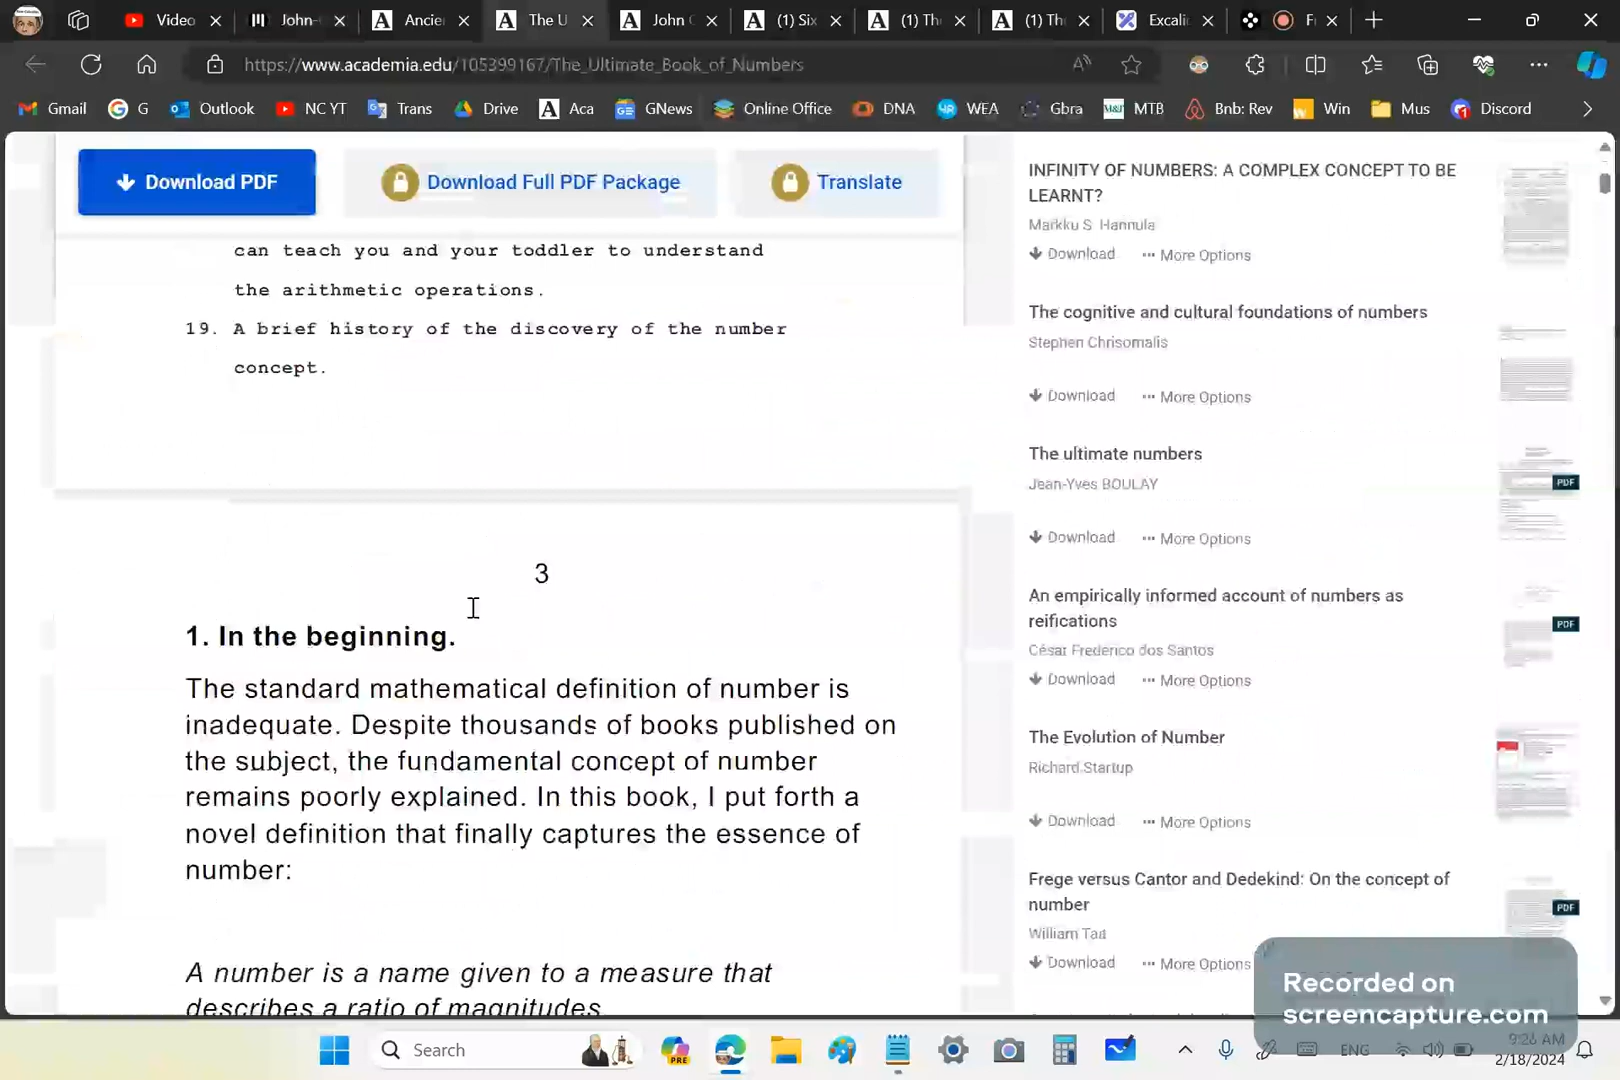 Video
John-
Ancien
The U
John C
(1) Six
(1) Th
(1) Th
Excali
F
https://www.academia.edu/105399167/The_Ultimate_Book_of_Numbers
Gmail
G
Outlook
NC YT
Trans
Drive
Aca
GNews
Online Office
DNA
WEA
Gbra
MTB
Bnb: Rev
Win
Mus
Discord
Download PDF
Download Full PDF Package
Translate
can teach you and your toddler to understand
the arithmetic operations.
19. A brief history of the discovery of the number
concept.
3
1. In the beginning.
The standard mathematical definition of number is
inadequate. Despite thousands of books published on
the subject, the fundamental concept of number
remains poorly explained. In this book, I put forth a
novel definition that finally captures the essence of
number:
A number is a name given to a measure that
describes a ratio of magnitudes
INFINITY OF NUMBERS: A COMPLEX CONCEPT TO BE
LEARNT?
Markku S. Hannula
Download ••• More Options
The cognitive and cultural foundations of numbers
Stephen Chrisomalis
Download ••• More Options
The ultimate numbers
Jean-Yves BOULAY
PDF
Download ••• More Options
An empirically informed account of numbers as
reifications
PDF
César Frederico dos Santos
Download ••• More Options
The Evolution of Number
Richard Startup
Download ••• More Options
Frege versus Cantor and Dedekind: On the concept of
number
PDF
William Tait
Download ••• More Options
Recorded on
screencapture.com
Search
PRE
ENG
9:26 AM
2/18/2024